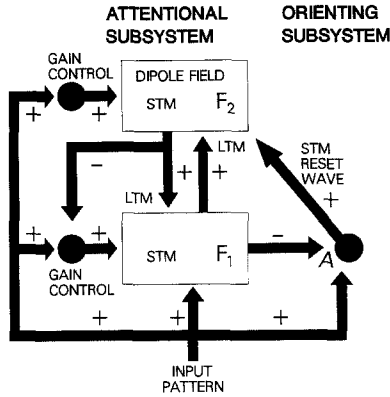 ATTENTIONAL
SUBSYSTEM
ORIENTING
SUBSYSTEM
GAIN
CONTROL
DIPOLE FIELD
STM
F2
+
+
LTM
STM
RESET
WAVE
−
+
+
LTM
+
+
+
STM
F1
−
A
GAIN
CONTROL
+
+
+
INPUT
PATTERN